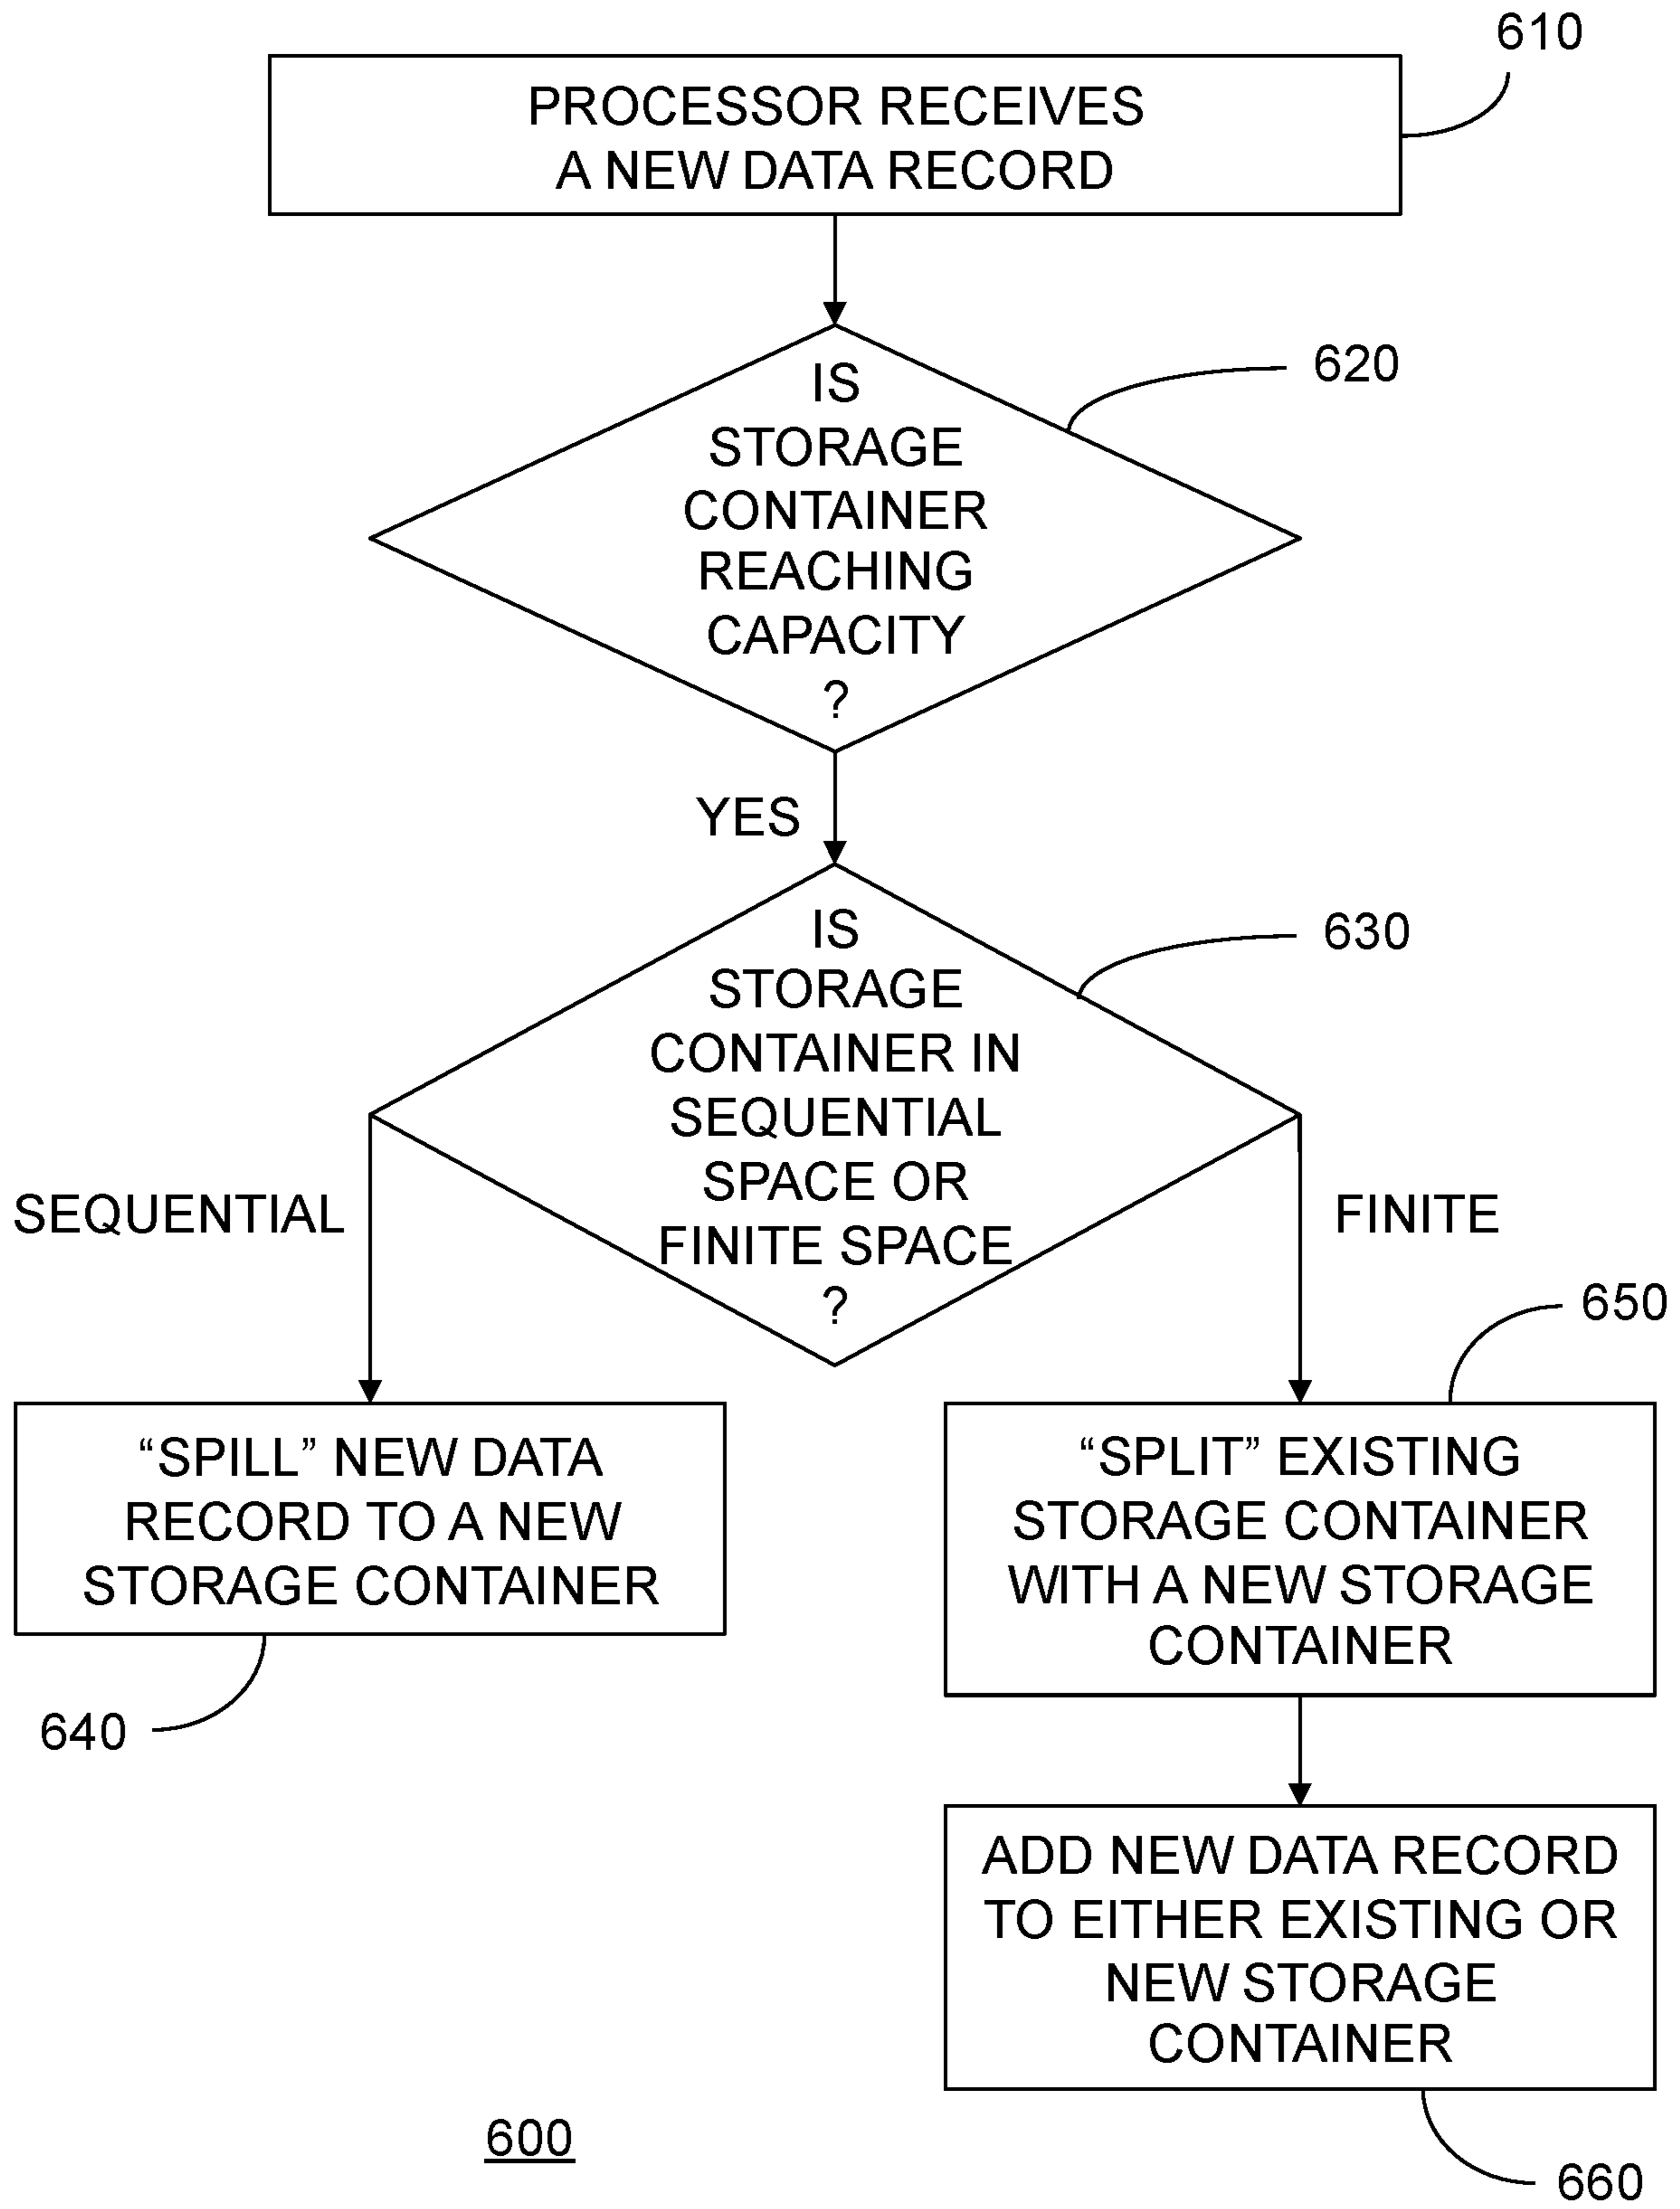 610
PROCESSOR RECEIVES
A NEW DATA RECORD
620
IS
STORAGE
CONTAINER
REACHING
CAPACITY
?
YES
630
IS
STORAGE
CONTAINER IN
SEQUENTIAL
SPACE OR
FINITE SPACE
?
SEQUENTIAL
FINITE
650
“SPILL” NEW DATA
RECORD TO A NEW
STORAGE CONTAINER
640
“SPLIT” EXISTING
STORAGE CONTAINER
WITH A NEW STORAGE
CONTAINER
ADD NEW DATA RECORD
TO EITHER EXISTING OR
NEW STORAGE
CONTAINER
600
660